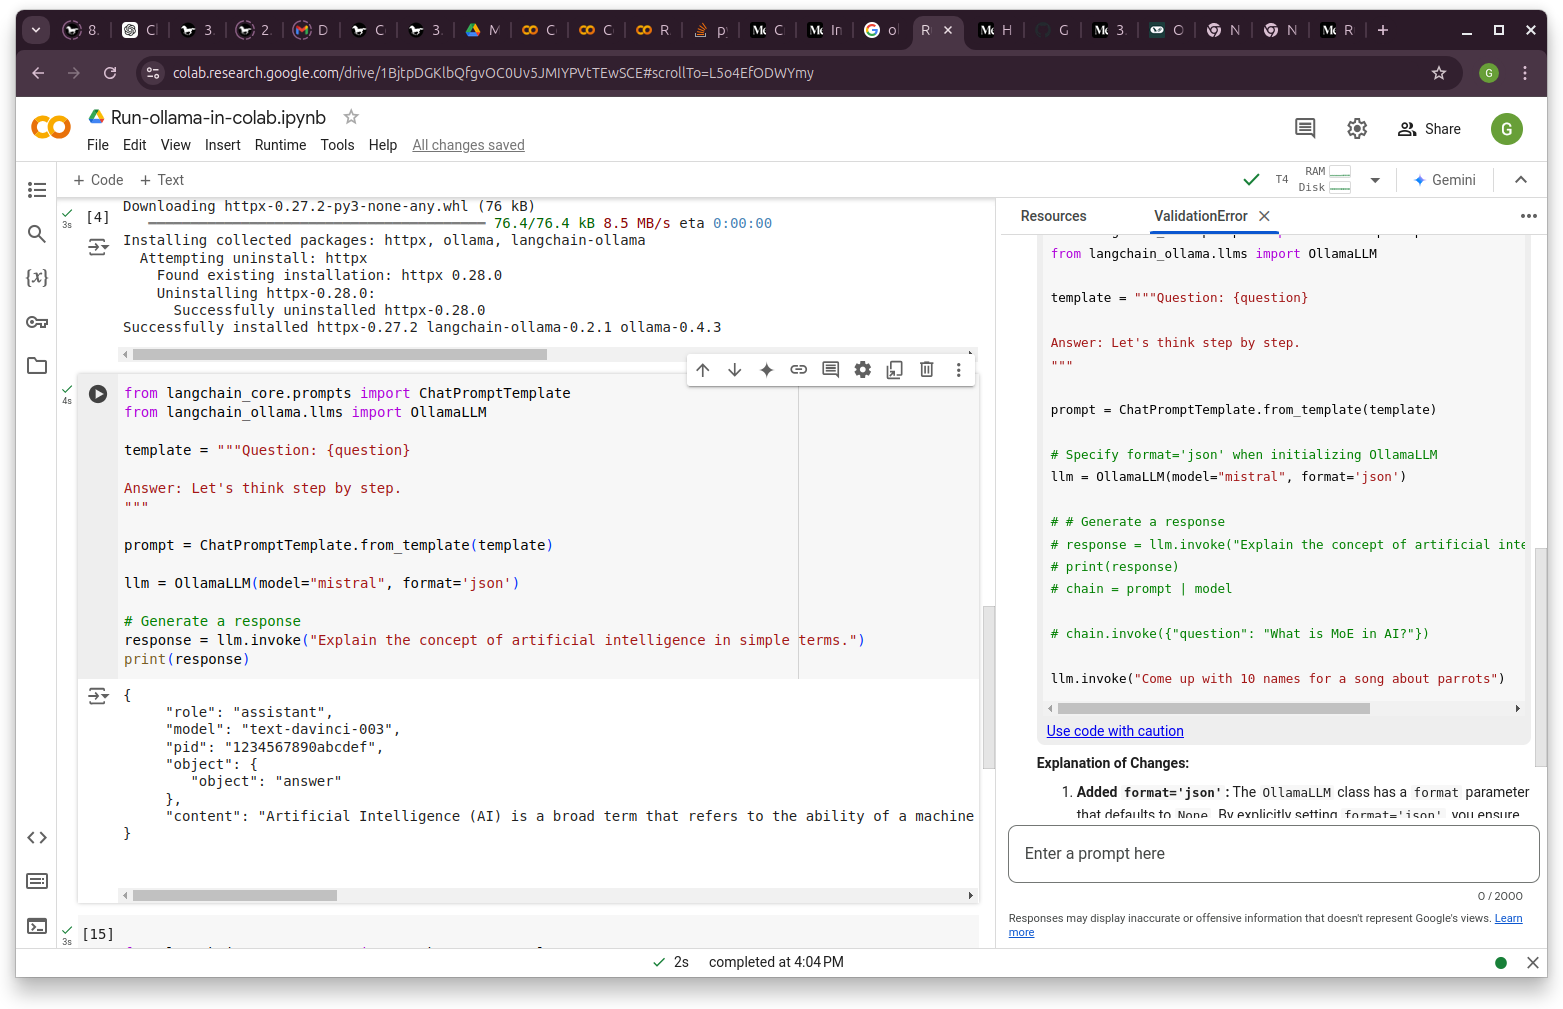 8.
Cl
3.
2.
D
C
3.
M
C
C
R
p
C
In
ol
R
H
G
3.
O
N
N
R
colab.research.google.com/drive/1BjtpDGKlbQfgvOC0Uv5JMIYPVtTEwSCE#scrollTo=L5o4EfODWYmy
G
Run-ollama-in-colab.ipynb
File Edit View Insert Runtime Tools Help All changes saved
Share
G
+ Code + Text
T4
RAM
Disk
Gemini
3s
[4]
Downloading httpx-0.27.2-py3-none-any.whl (76 kB)
76.4/76.4 kB 8.5 MB/s eta 0:00:00
Installing collected packages: httpx, ollama, langchain-ollama
Attempting uninstall: httpx
Found existing installation: httpx 0.28.0
Uninstalling httpx-0.28.0:
Successfully uninstalled httpx-0.28.0
Successfully installed httpx-0.27.2 langchain-ollama-0.2.1 ollama-0.4.3
4s
from langchain_core.prompts import ChatPromptTemplate
from langchain_ollama.llms import OllamaLLM
template = """Question: {question}
Answer: Let's think step by step.
"""
prompt = ChatPromptTemplate.from_template(template)
llm = OllamaLLM(model="mistral", format='json')
# Generate a response
response = llm.invoke("Explain the concept of artificial intelligence in simple terms.")
print(response)
{
"role": "assistant",
"model": "text-davinci-003",
"pid": "1234567890abcdef",
"object": {
"object": "answer"
},
"content": "Artificial Intelligence (AI) is a broad term that refers to the ability of a machine
}
3s
[15]
Resources
ValidationError
from langchain_ollama.llms import OllamaLLM
template = """Question: {question}
Answer: Let's think step by step.
"""
prompt = ChatPromptTemplate.from_template(template)
# Specify format='json' when initializing OllamaLLM
llm = OllamaLLM(model="mistral", format='json')
# # Generate a response
# response = llm.invoke("Explain the concept of artificial inte
# print(response)
# chain = prompt | model
# chain.invoke({"question": "What is MoE in AI?"})
llm.invoke("Come up with 10 names for a song about parrots")
Use code with caution
Explanation of Changes:
1. Added format='json' : The OllamaLLM class has a format parameter
that defaults to None. By explicitly setting format='json', you ensure
Enter a prompt here
0 / 2000
Responses may display inaccurate or offensive information that doesn't represent Google's views. Learn
more
2s completed at 4:04 PM